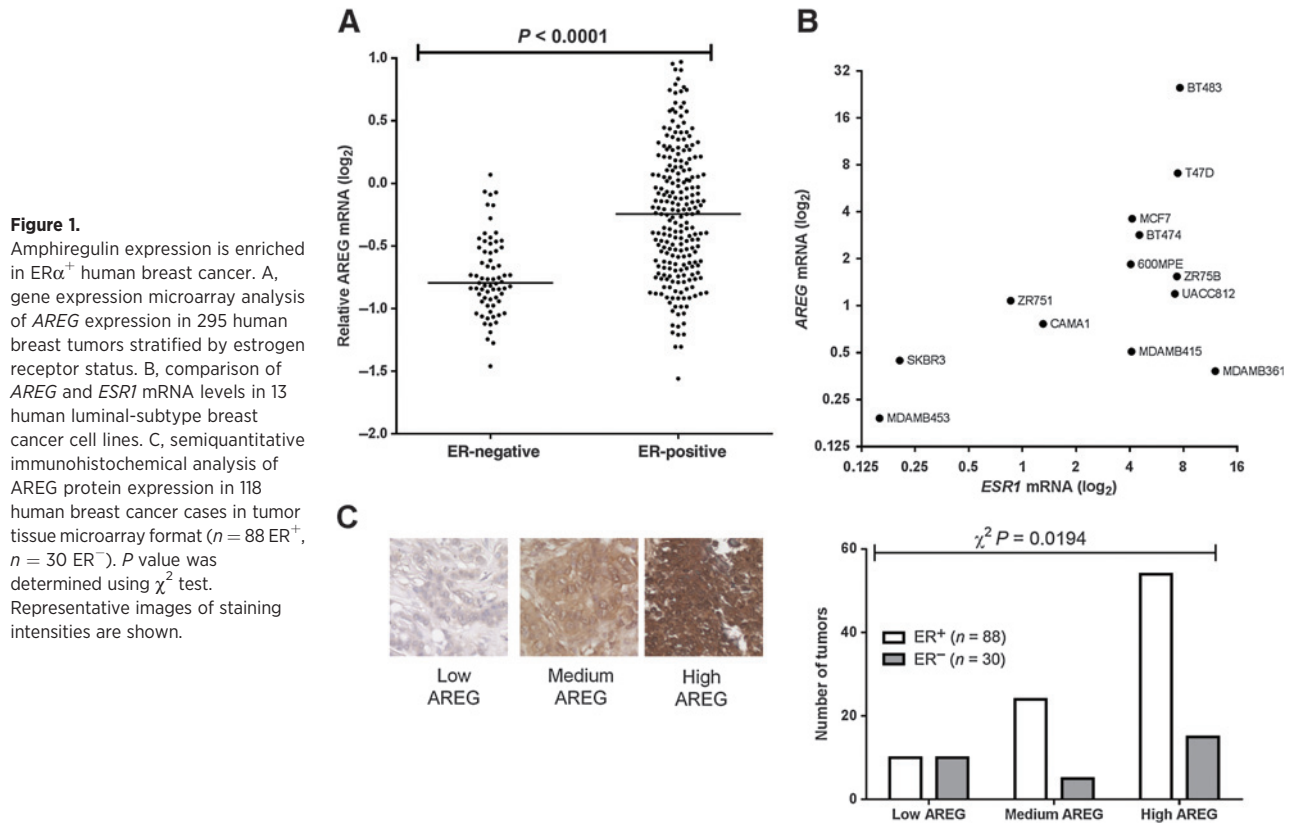 Figure 1.
Amphiregulin expression is enriched
in ERα⁺ human breast cancer. A,
gene expression microarray analysis
of AREG expression in 295 human
breast tumors stratified by estrogen
receptor status. B, comparison of
AREG and ESR1 mRNA levels in 13
human luminal-subtype breast
cancer cell lines. C, semiquantitative
immunohistochemical analysis of
AREG protein expression in 118
human breast cancer cases in tumor
tissue microarray format (n = 88 ER⁺,
n = 30 ER⁻). P value was
determined using χ² test.
Representative images of staining
intensities are shown.
A
P < 0.0001
Relative AREG mRNA (log₂)
1.0
0.5
0.0
–0.5
–1.0
–1.5
–2.0
ER-negative
ER-positive
B
AREG mRNA (log₂)
32
16
8
4
2
1
0.5
0.25
0.125
BT483
T47D
MCF7
BT474
600MPE
ZR75B
UACC812
ZR751
CAMA1
MDAMB415
SKBR3
MDAMB361
MDAMB453
0.125
0.25
0.5
1
2
4
8
16
ESR1 mRNA (log₂)
C
Low
AREG
Medium
AREG
High
AREG
χ² P = 0.0194
Number of tumors
60
40
20
0
ER⁺ (n = 88)
ER⁻ (n = 30)
Low AREG
Medium AREG
High AREG